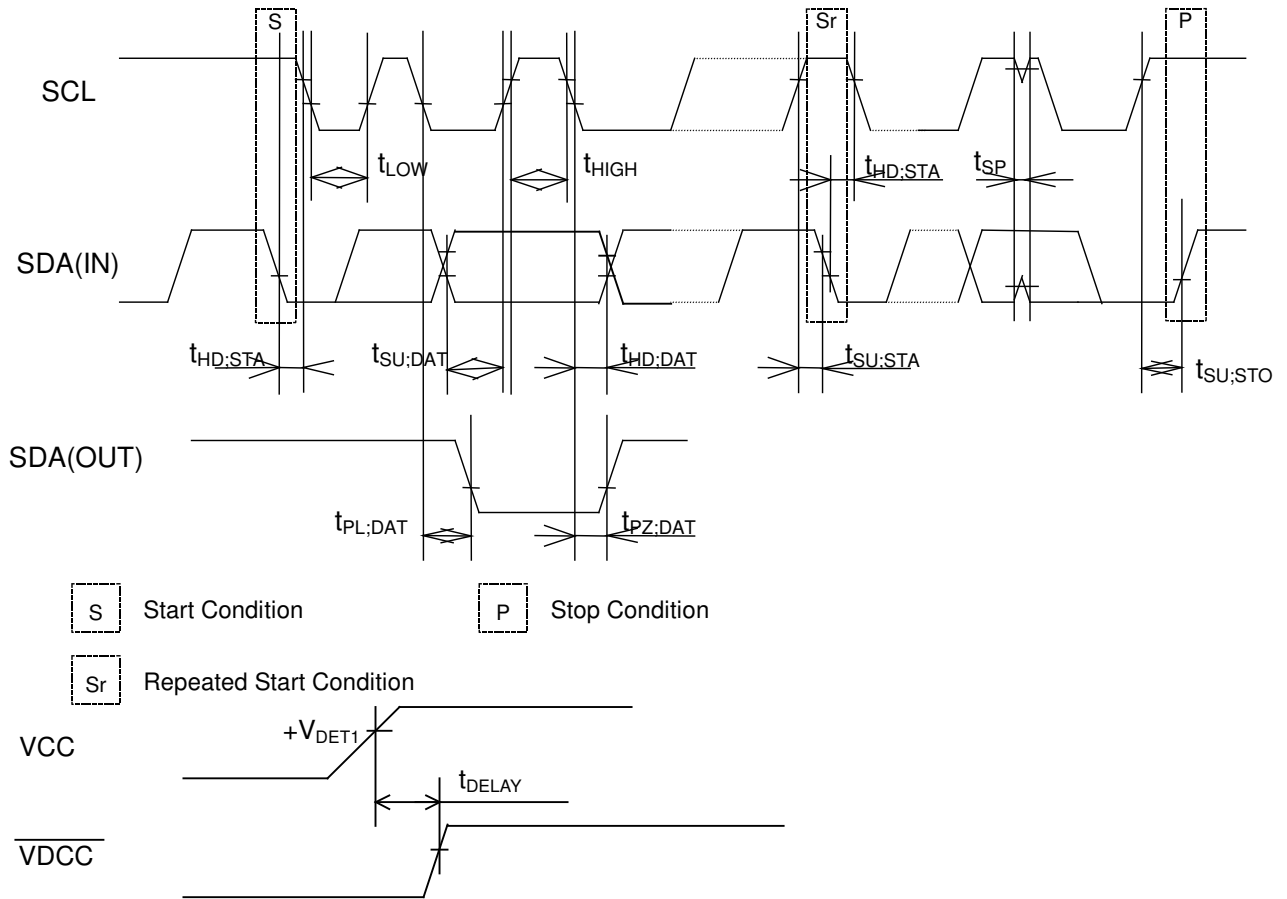 S Sr P
SCL
tLOW tHIGH tHD;STA tSP
SDA(IN)
tHD;STA tSU;DAT tHD;DAT tSU;STA tSU;STO
SDA(OUT)
tPL;DAT tPZ;DAT
S Start Condition P Stop Condition
Sr Repeated Start Condition
+VDET1
VCC
tDELAY
VDCC